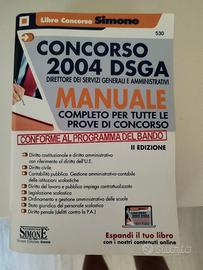 Libro Concorso Simone
530
CONCORSO
2004 DSGA
DIRETTORE DEI SERVIZI GENERALI E AMMINISTRATIVI
MANUALE
COMPLETO PER TUTTE LE
PROVE DI CONCORSO
CONFORME AL PROGRAMMA DEL BANDO
II EDIZIONE
Diritto costituzionale e diritto amministrativo
con riferimento al diritto dell'U.E.
Diritto civile
Contabilità pubblica. Gestione amministrativo-contabile
delle istituzioni scolastiche
Diritto del lavoro e pubblico impiego contrattualizzato
Legislazione scolastica
Ordinamento e gestione amministrativa delle scuole
Stato giuridico del personale scolastico
Diritto penale (delitti contro la P.A.)
SIMONE
Espandi il tuo libro
con i nostri contenuti online